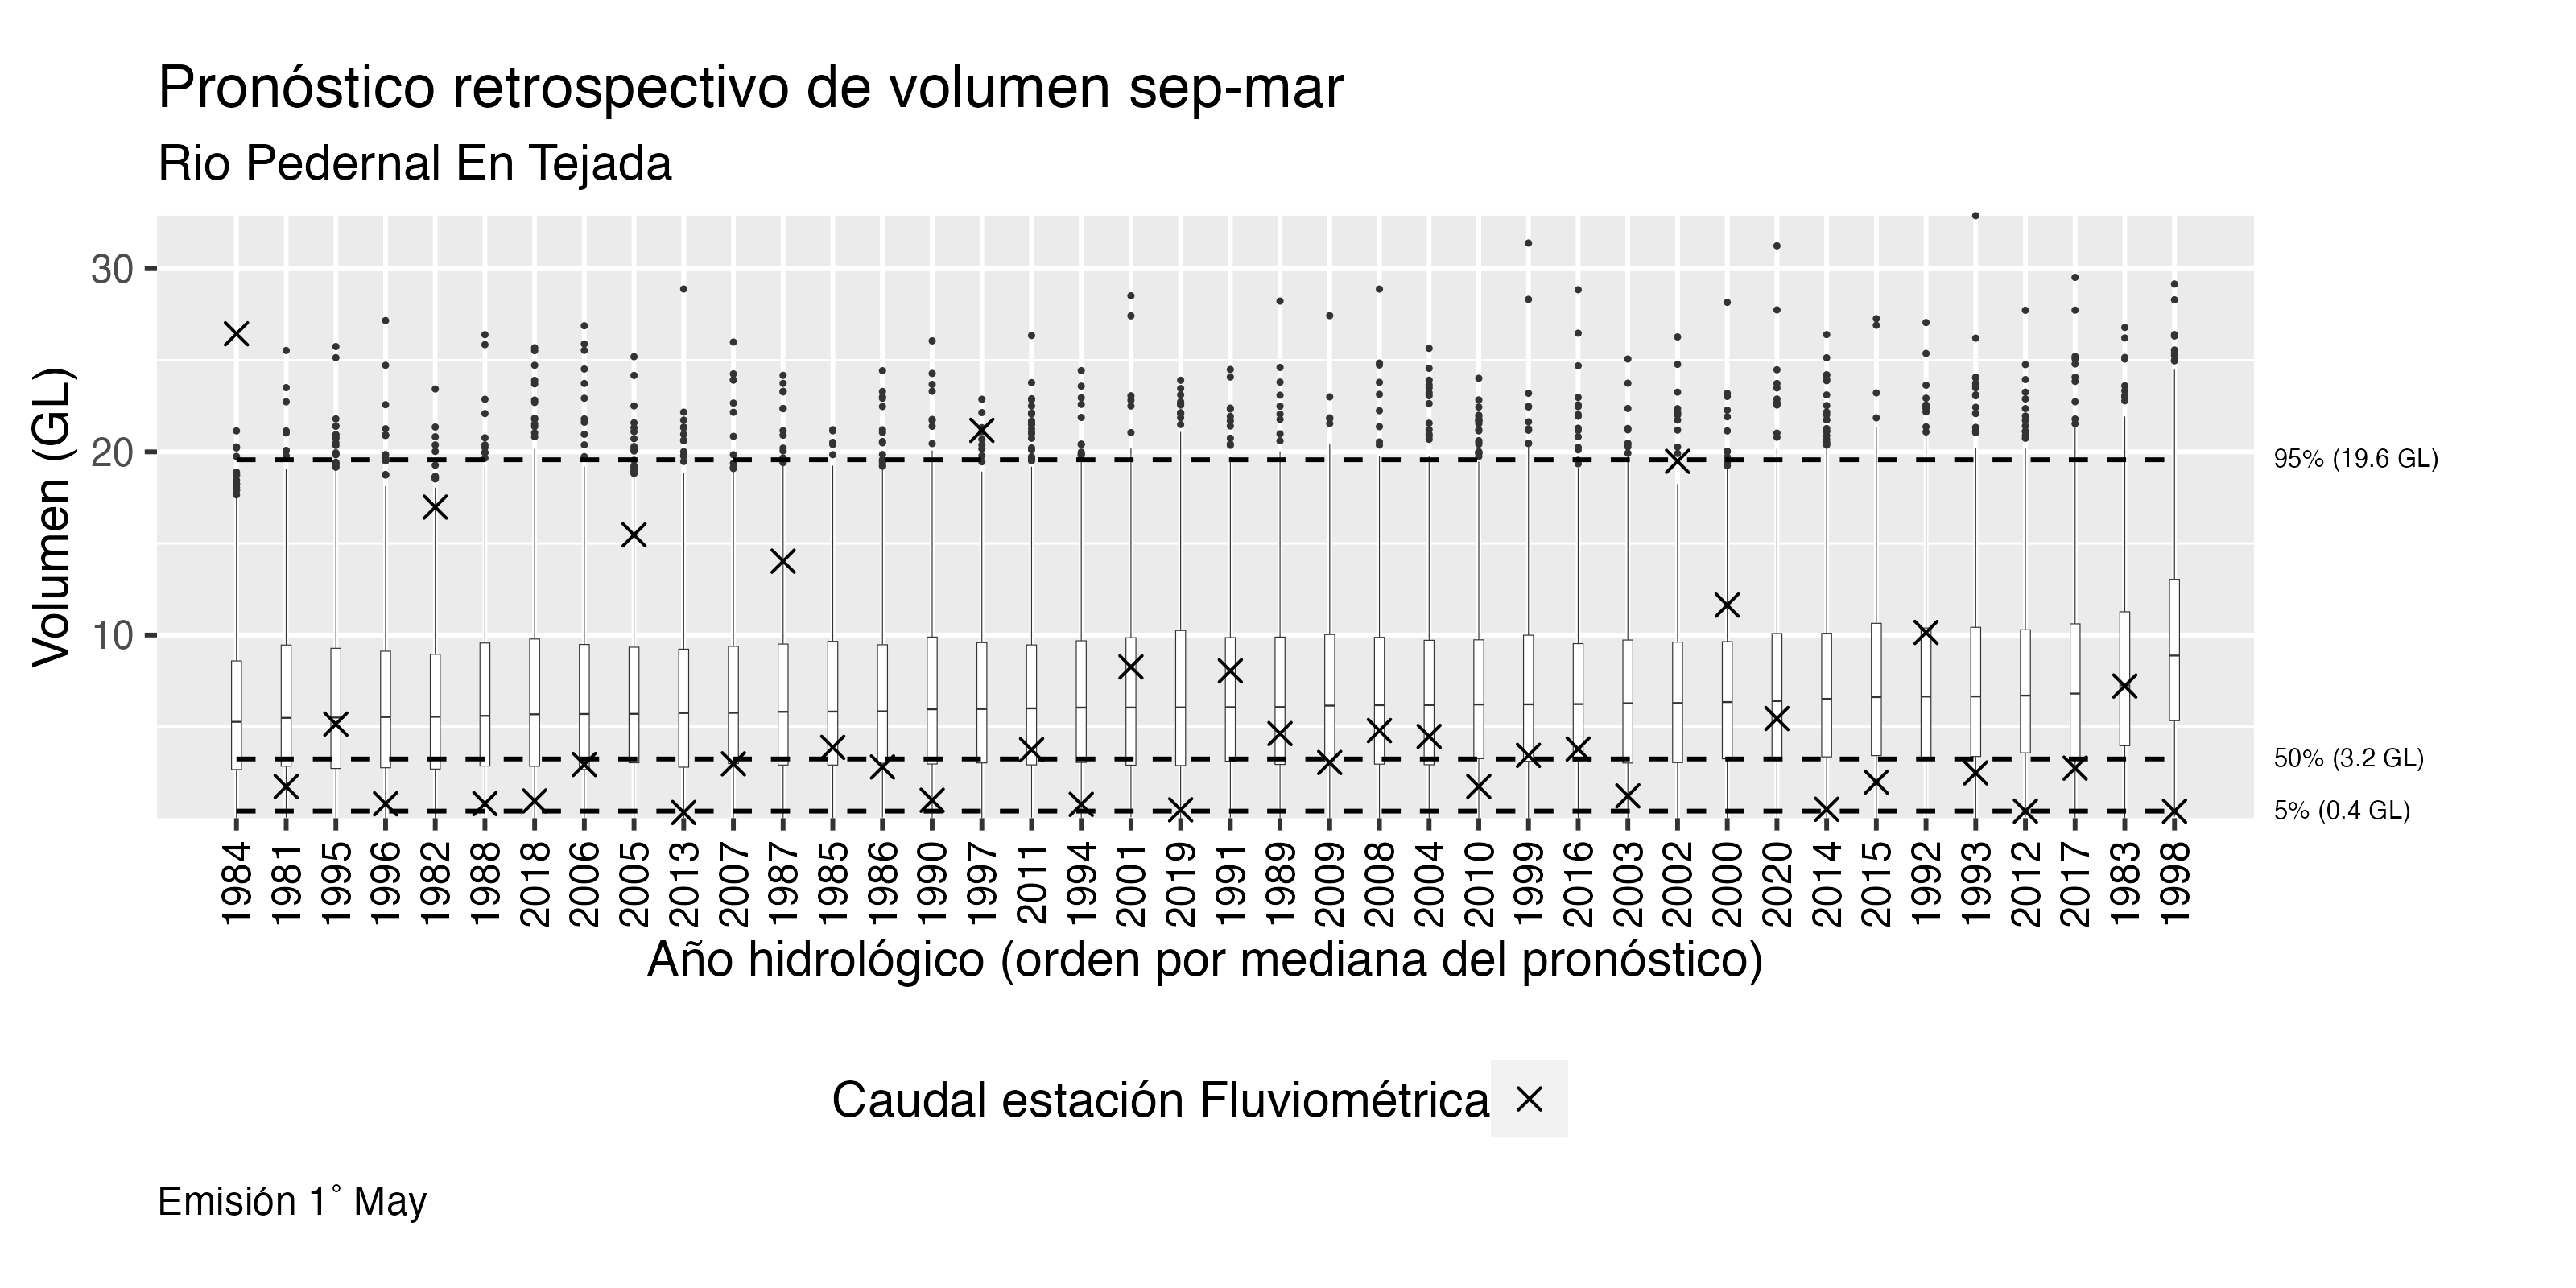 Pronóstico retrospectivo de volumen sep-mar
Rio Pedernal En Tejada
Volumen (GL)
30
20
10
95% (19.6 GL)
50% (3.2 GL)
5% (0.4 GL)
1984 1981 1995 1996 1982 1988 2018 2006 2005 2013 2007 1987 1985 1986 1990 1997 2011 1994 2001 2019 1991 1989 2009 2008 2004 2010 1999 2016 2003 2002 2000 2020 2014 2015 1992 1993 2012 2017 1983 1998
Año hidrológico (orden por mediana del pronóstico)
Caudal estación Fluviométrica
Emisión 1° May